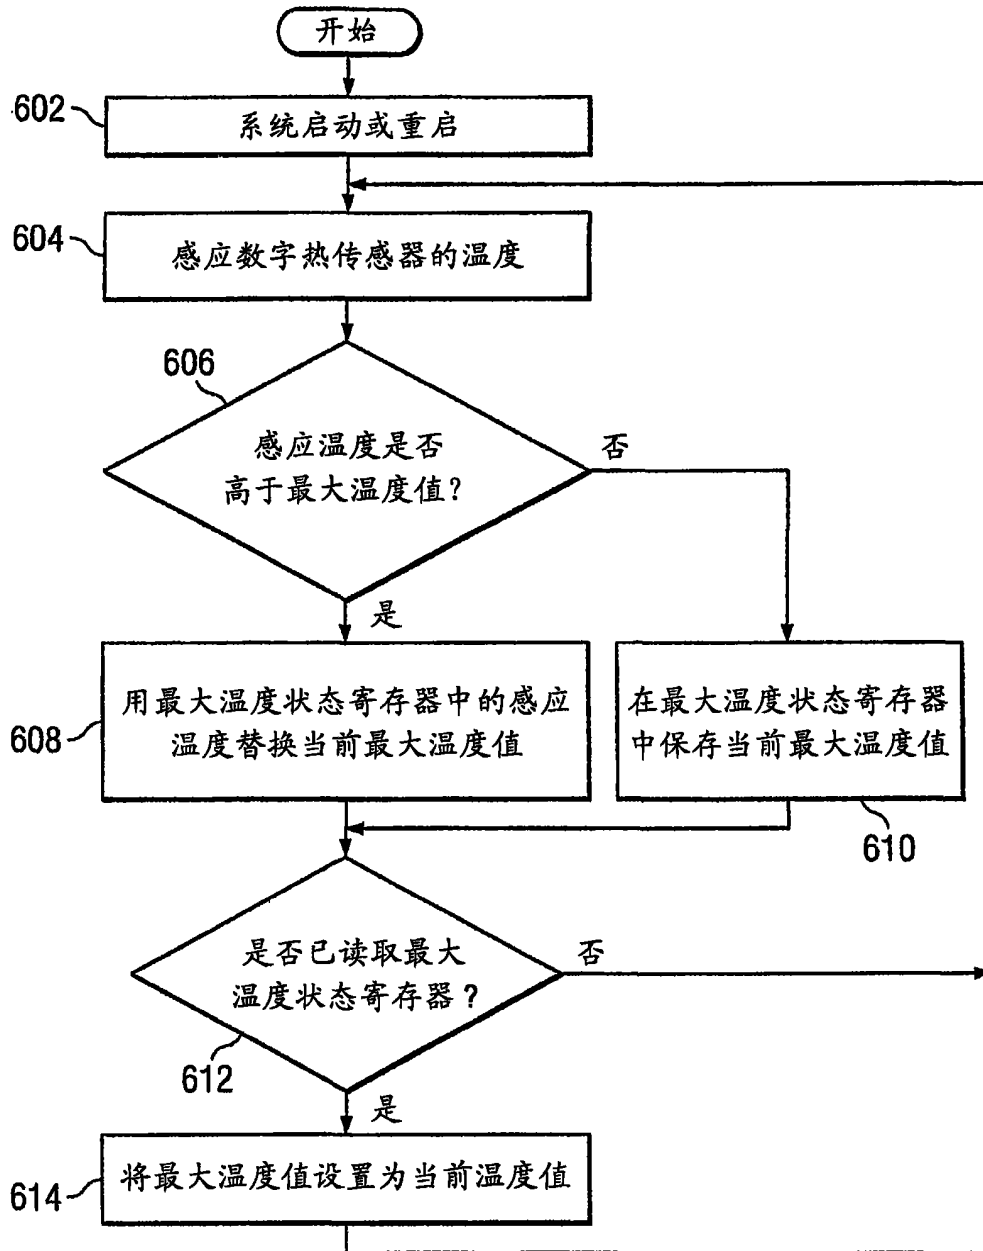 开始
602
系统启动或重启
604
感应数字热传感器的温度
606
感应温度是否
高于最大温度值？
否
是
608
用最大温度状态寄存器中的感应
温度替换当前最大温度值
在最大温度状态寄存器
中保存当前最大温度值
610
是否已读取最大
温度状态寄存器？
否
612
是
614
将最大温度值设置为当前温度值